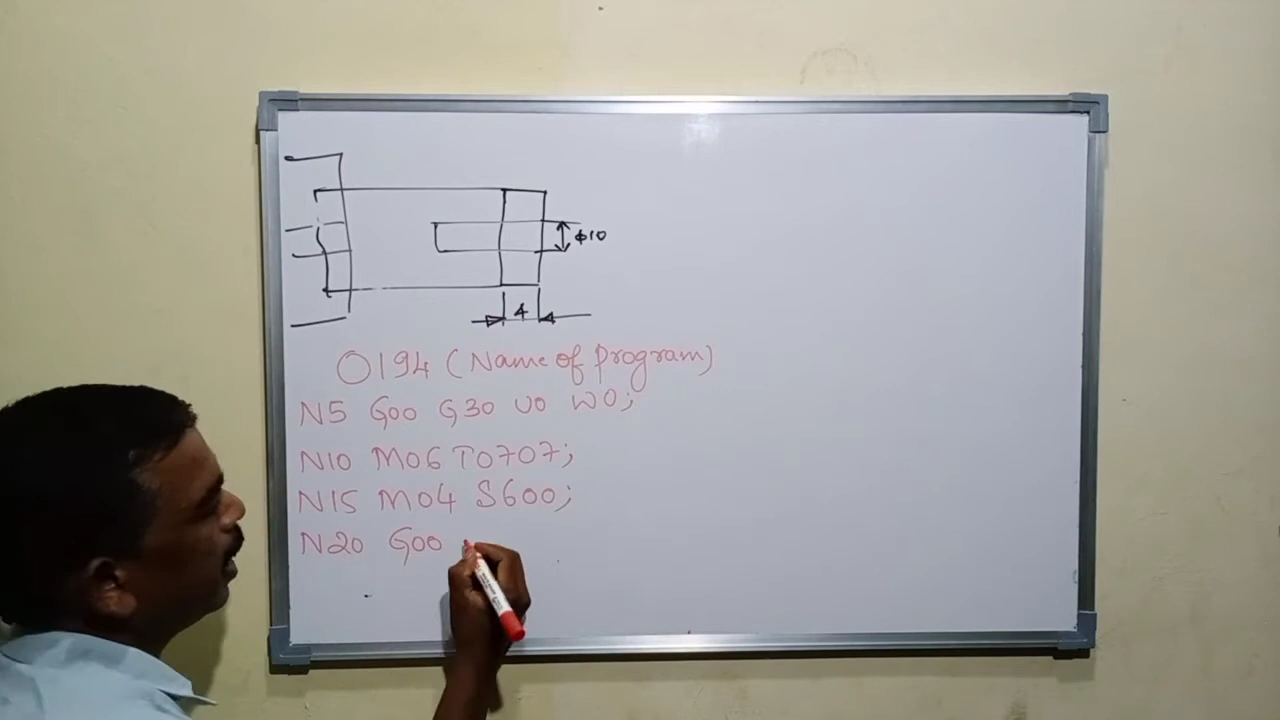 ϕ10
4
O194 (Name of program)
N5 G00 G30 U0 W0;
N10 M06 T0707;
N15 M04 S600;
N20 G00